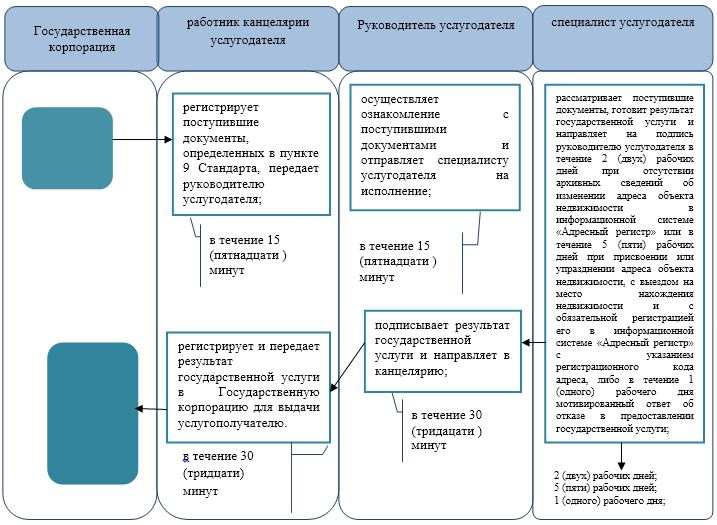 Государственная
корпорация
работник канцелярии
услугодателя
Руководитель услугодателя
специалист услугодателя
регистрирует
поступившие
документы,
определенных в пункте
9 Стандарта, передает
руководителю
услугодателя;
в течение 15
(пятнадцати )
минут
осуществляет
ознакомление с
поступившими
документами и
отправляет специалисту
услугодателя на
исполнение;
в течение 15
(пятнадцати )
минут
рассматривает поступившие
документы, готовит результат
государственной услуги и
направляет на подпись
руководителю услугодателя в
течение 2 (двух) рабочих
дней при отсутствии
архивных сведений об
изменении адреса объекта
недвижимости в
информационной системе
«Адресный регистр» или в
течение 5 (пяти) рабочих
дней при присвоении или
упразднении адреса объекта
недвижимости, с выездом на
место нахождения
недвижимости и с
обязательной регистрацией
его в информационной
системе «Адресный регистр»
с указанием
регистрационного кода
адреса, либо в течение 1
(одного) рабочего дня
мотивированный ответ об
отказе в предоставлении
государственной услуги;
2 (двух) рабочих дней;
5 (пяти) рабочих дней;
1 (одного) рабочего дня;
подписывает результат
государственной
услуги и направляет в
канцелярию;
в течение 30
(тридацати )
минут
регистрирует и передает
результат
государственной услуги
в Государственную
корпорацию для выдачи
услугополучателю.
в течение 30
(тридцати)
минут